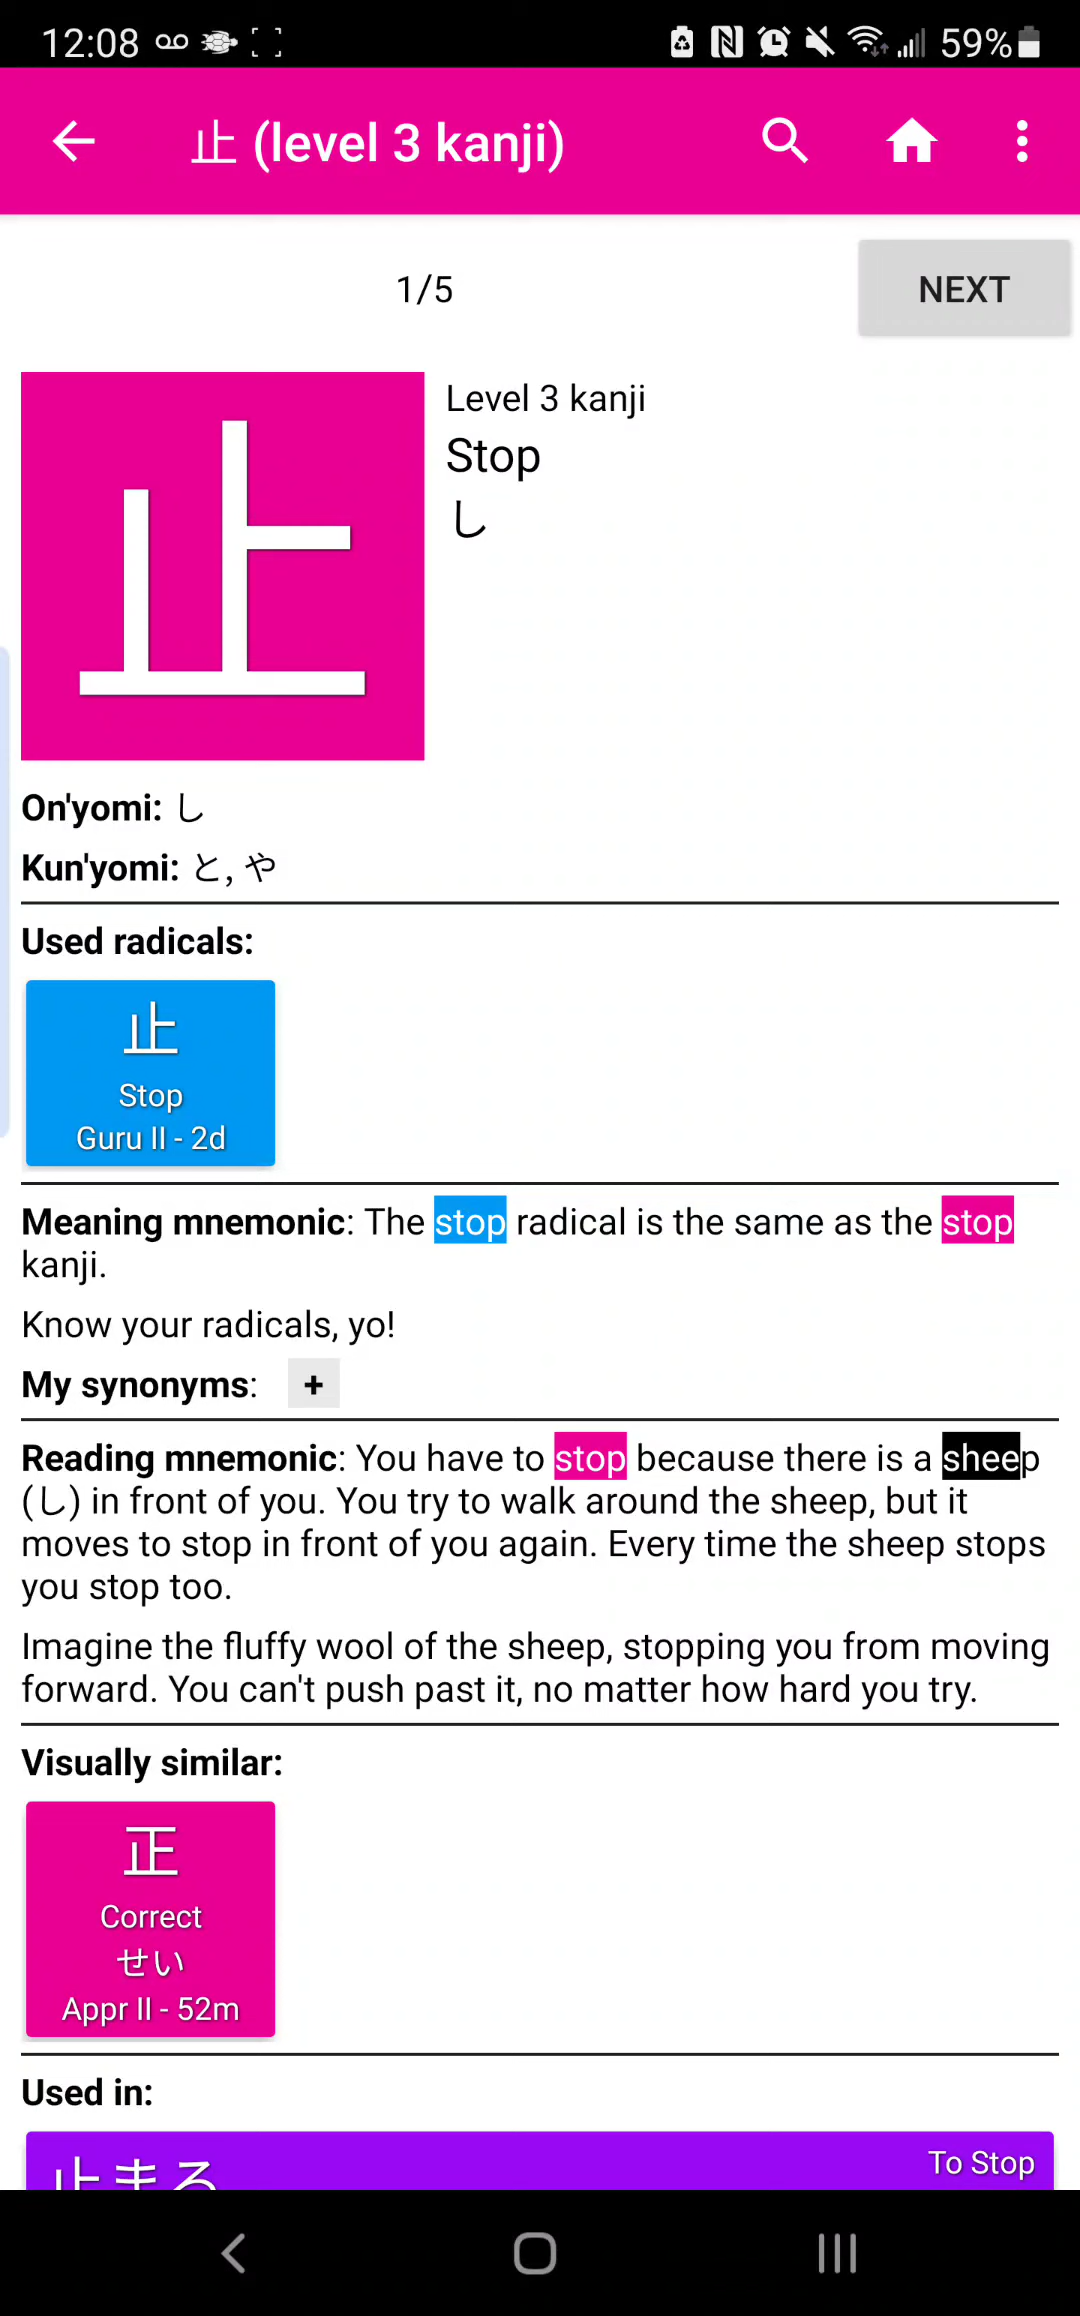 12:08 59%
止 (level 3 kanji)
1/5 NEXT
止
Level 3 kanji
Stop
し
On'yomi: し
Kun'yomi: と, や
Used radicals:
止
Stop
Guru II - 2d
Meaning mnemonic: The stop radical is the same as the stop
kanji.
Know your radicals, yo!
My synonyms: +
Reading mnemonic: You have to stop because there is a sheep
(し) in front of you. You try to walk around the sheep, but it
moves to stop in front of you again. Every time the sheep stops
you stop too.
Imagine the fluffy wool of the sheep, stopping you from moving
forward. You can't push past it, no matter how hard you try.
Visually similar:
正
Correct
せい
Appr II - 52m
Used in:
止まる To Stop